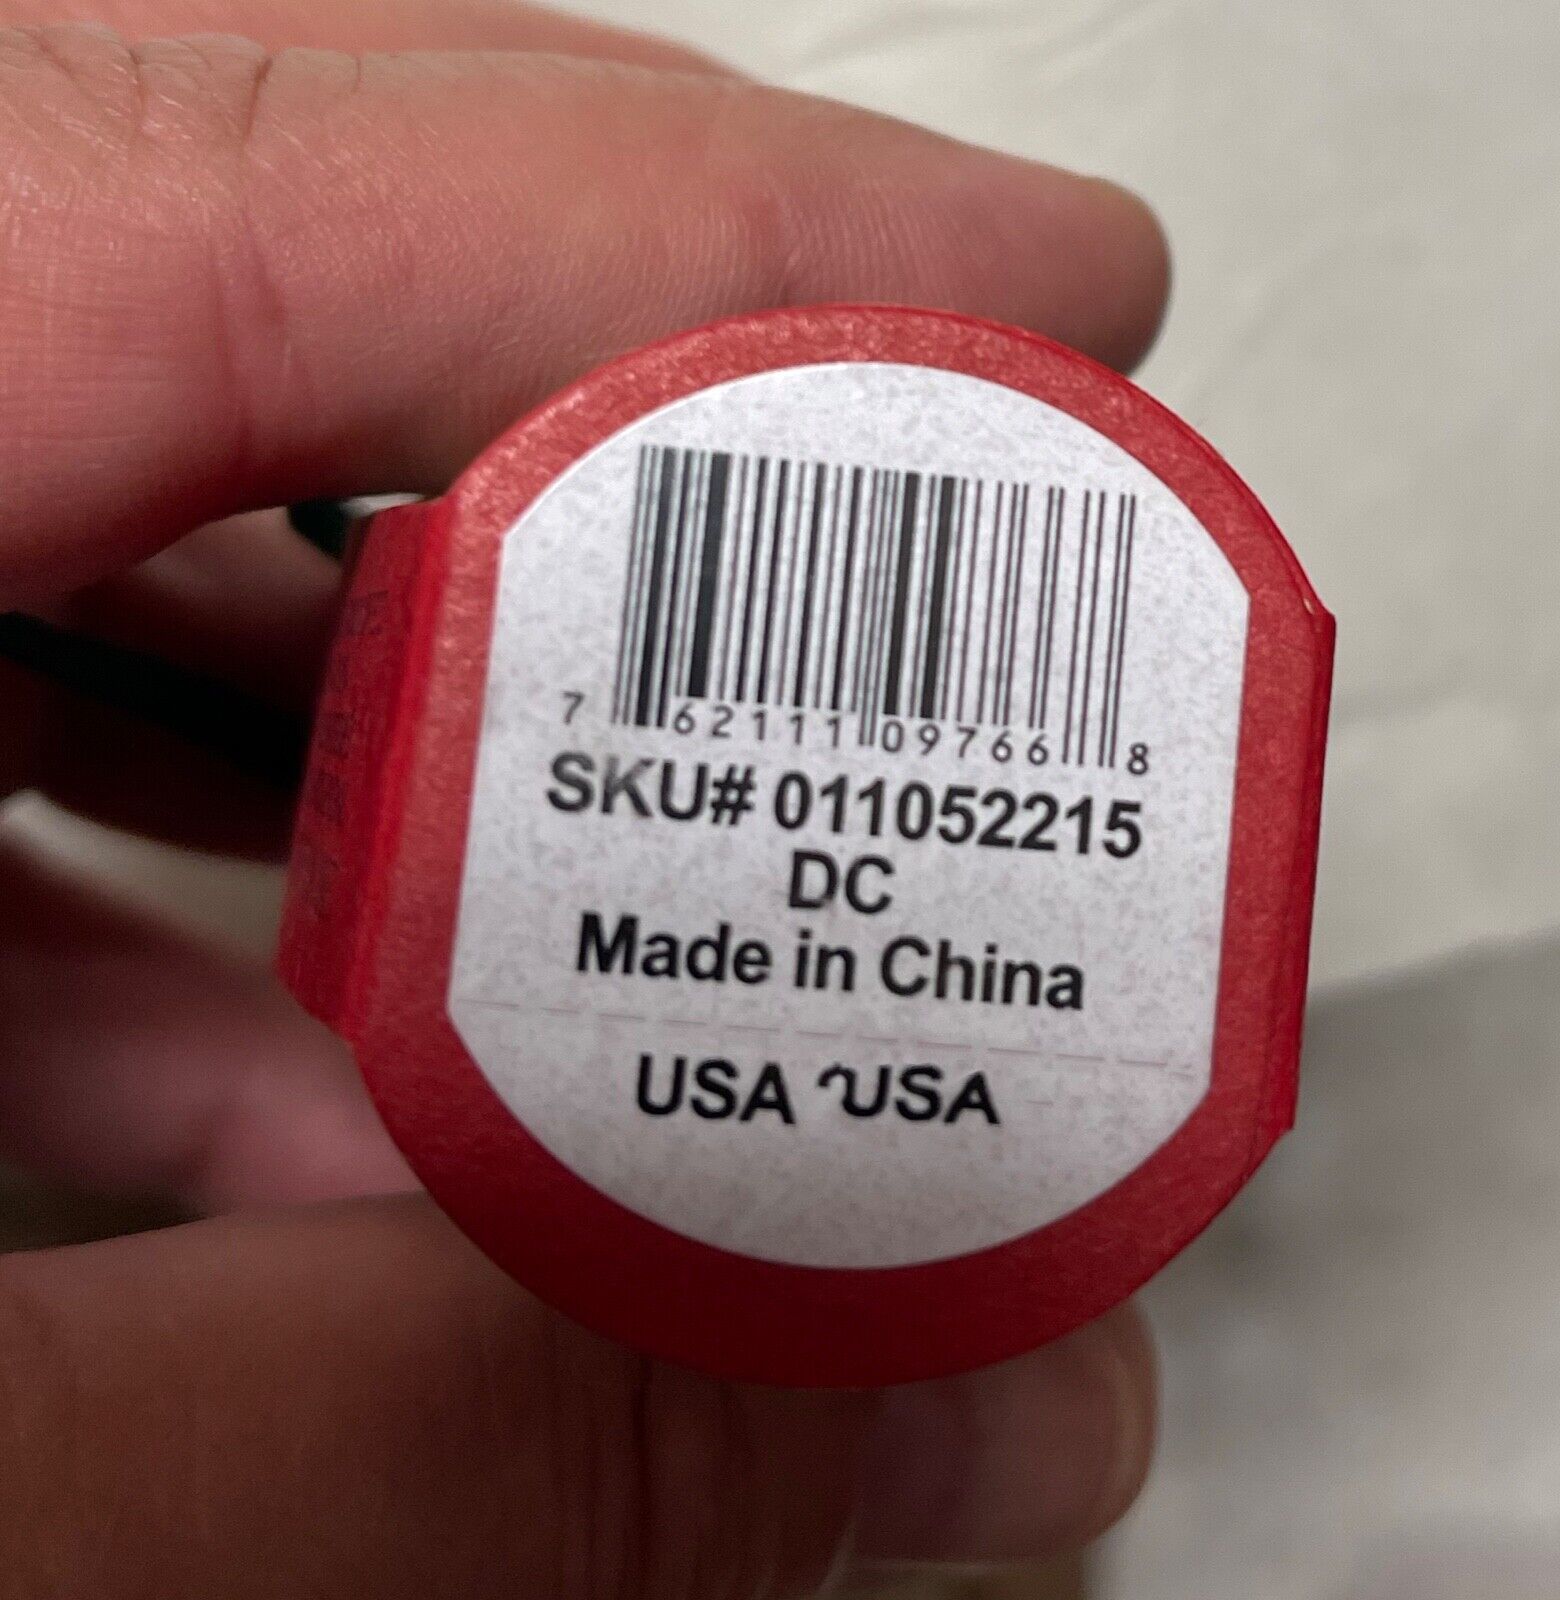 7 62111 09766 8
SKU# 011052215
DC
Made in China
USA USA